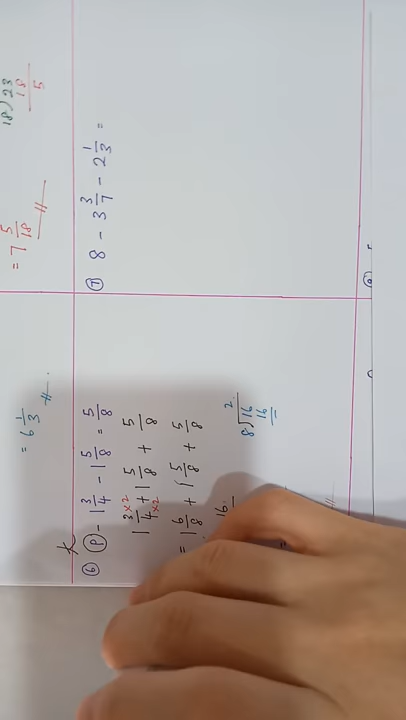 = 6 1/3
= 7 5/18
18)23
18
5
⑥ Ⓟ - 1 3/4 - 1 5/8 = 5/8
1 3×2/4×2 + 1 5/8 + 5/8
= 1 6/8 + 1 5/8 + 5/8
16
2
8)16
16
=
⑦ 8 - 3 3/7 - 2 1/3 =